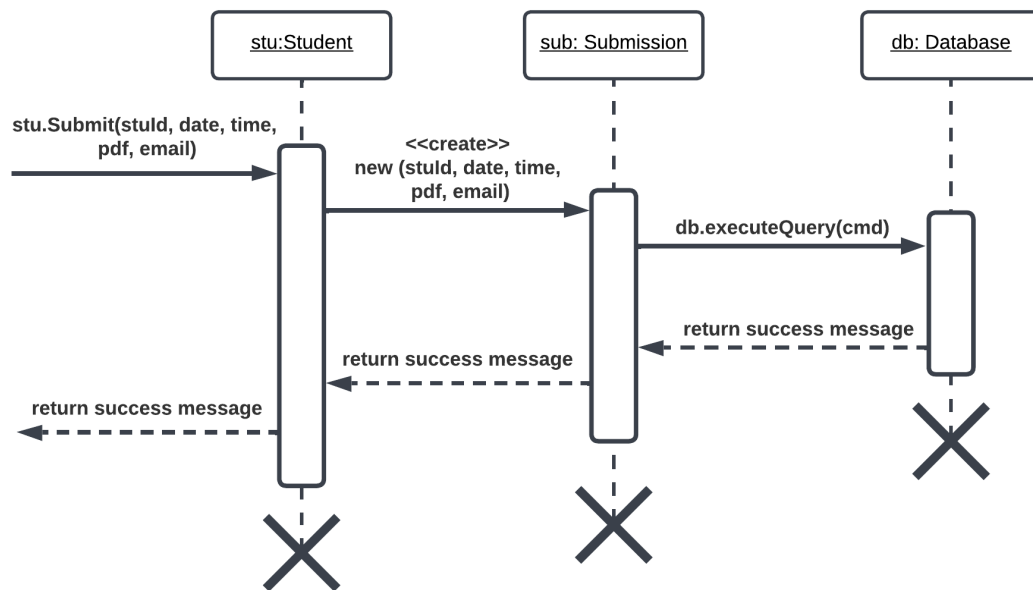 stu:Student
sub: Submission
db: Database
stu.Submit(stuId, date, time,
pdf, email)
<<create>>
new (stuId, date, time,
pdf, email)
db.executeQuery(cmd)
return success message
return success message
return success message